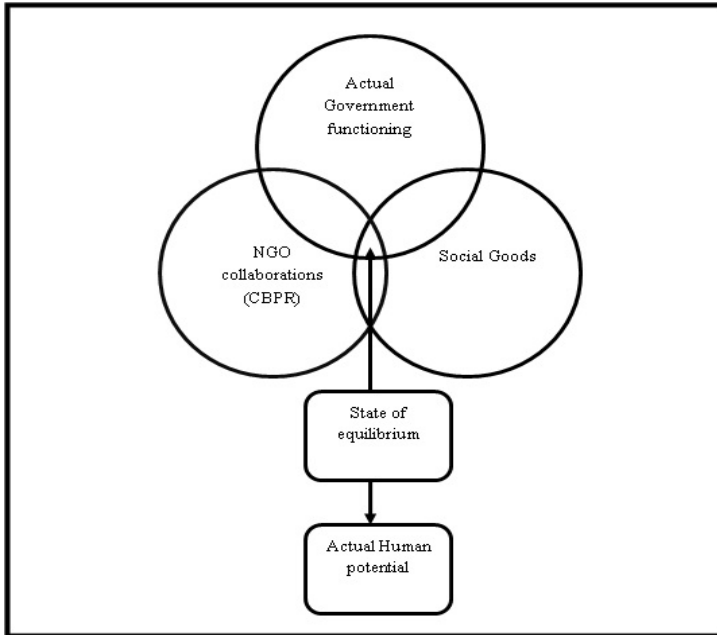 Actual
Government
functioning
NGO
collaborations
(CBPR)
Social Goods
State of
equilibrium
Actual Human
potential